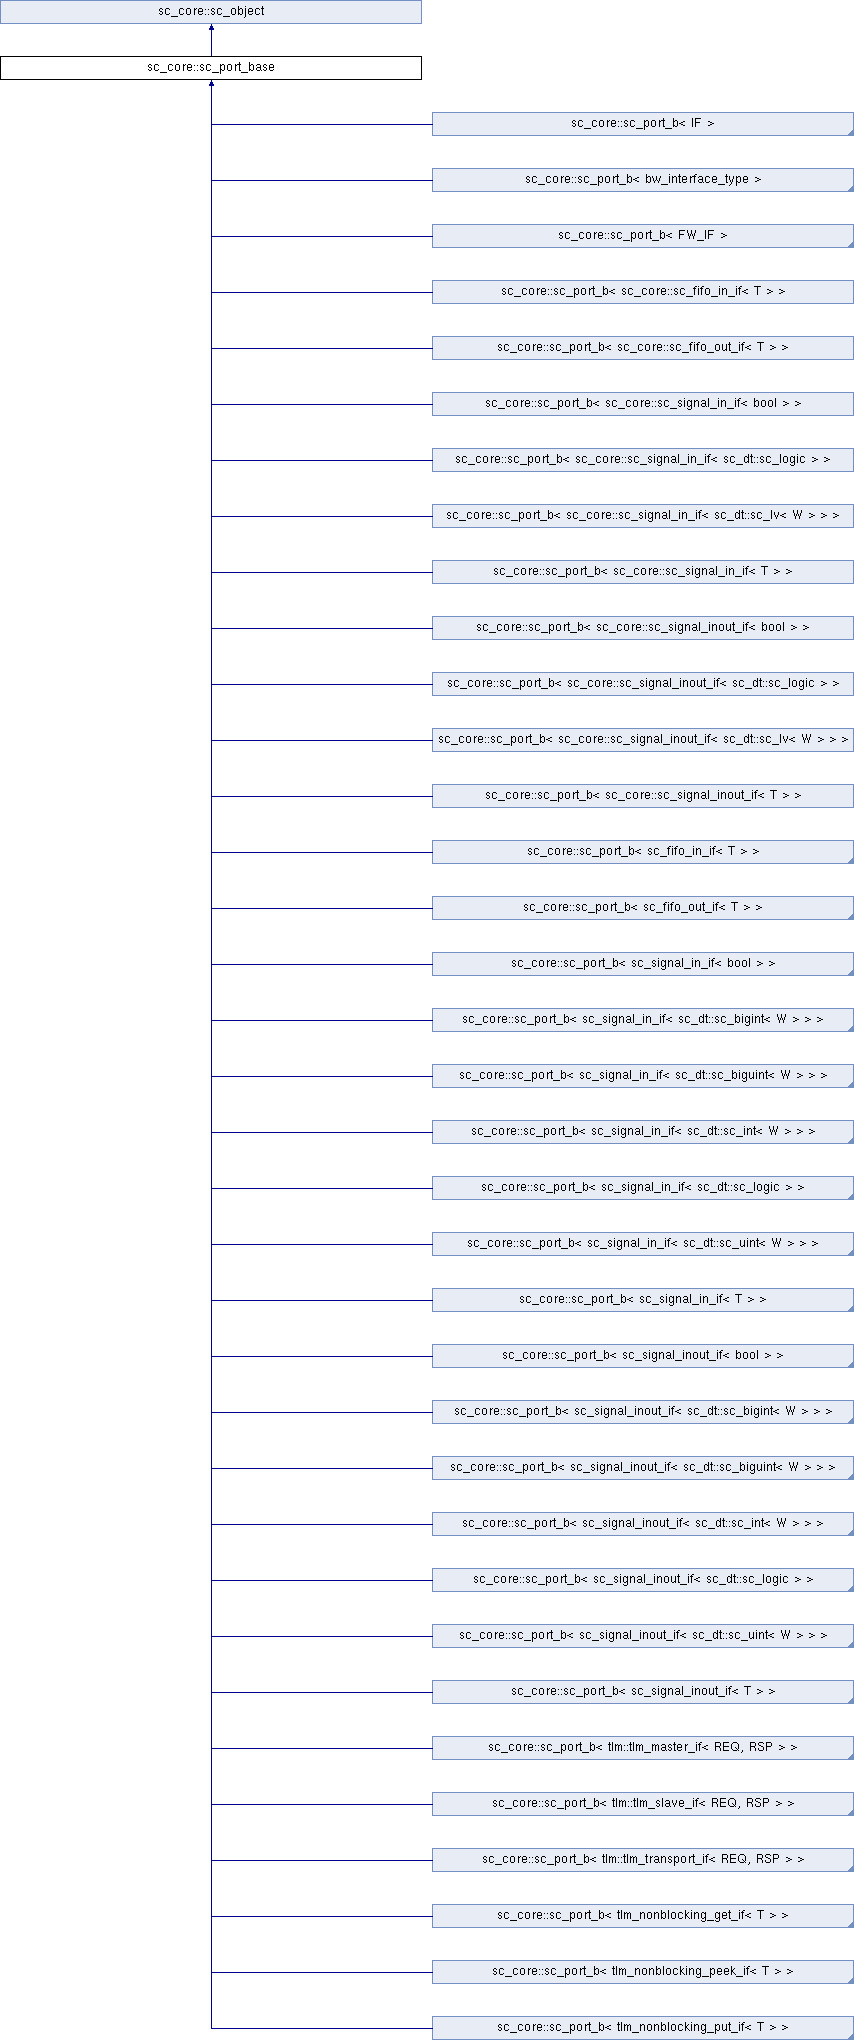 sc_core::sc_object
sc_core::sc_port_base
sc_core::sc_port_b< IF >
sc_core::sc_port_b< bw_interface_type >
sc_core::sc_port_b< FW_IF >
sc_core::sc_port_b< sc_core::sc_fifo_in_if< T > >
sc_core::sc_port_b< sc_core::sc_fifo_out_if< T > >
sc_core::sc_port_b< sc_core::sc_signal_in_if< bool > >
sc_core::sc_port_b< sc_core::sc_signal_in_if< sc_dt::sc_logic > >
sc_core::sc_port_b< sc_core::sc_signal_in_if< sc_dt::sc_lv< W > > >
sc_core::sc_port_b< sc_core::sc_signal_in_if< T > >
sc_core::sc_port_b< sc_core::sc_signal_inout_if< bool > >
sc_core::sc_port_b< sc_core::sc_signal_inout_if< sc_dt::sc_logic > >
sc_core::sc_port_b< sc_core::sc_signal_inout_if< sc_dt::sc_lv< W > > >
sc_core::sc_port_b< sc_core::sc_signal_inout_if< T > >
sc_core::sc_port_b< sc_fifo_in_if< T > >
sc_core::sc_port_b< sc_fifo_out_if< T > >
sc_core::sc_port_b< sc_signal_in_if< bool > >
sc_core::sc_port_b< sc_signal_in_if< sc_dt::sc_bigint< W > > >
sc_core::sc_port_b< sc_signal_in_if< sc_dt::sc_biguint< W > > >
sc_core::sc_port_b< sc_signal_in_if< sc_dt::sc_int< W > > >
sc_core::sc_port_b< sc_signal_in_if< sc_dt::sc_logic > >
sc_core::sc_port_b< sc_signal_in_if< sc_dt::sc_uint< W > > >
sc_core::sc_port_b< sc_signal_in_if< T > >
sc_core::sc_port_b< sc_signal_inout_if< bool > >
sc_core::sc_port_b< sc_signal_inout_if< sc_dt::sc_bigint< W > > >
sc_core::sc_port_b< sc_signal_inout_if< sc_dt::sc_biguint< W > > >
sc_core::sc_port_b< sc_signal_inout_if< sc_dt::sc_int< W > > >
sc_core::sc_port_b< sc_signal_inout_if< sc_dt::sc_logic > >
sc_core::sc_port_b< sc_signal_inout_if< sc_dt::sc_uint< W > > >
sc_core::sc_port_b< sc_signal_inout_if< T > >
sc_core::sc_port_b< tlm::tlm_master_if< REQ, RSP > >
sc_core::sc_port_b< tlm::tlm_slave_if< REQ, RSP > >
sc_core::sc_port_b< tlm::tlm_transport_if< REQ, RSP > >
sc_core::sc_port_b< tlm_nonblocking_get_if< T > >
sc_core::sc_port_b< tlm_nonblocking_peek_if< T > >
sc_core::sc_port_b< tlm_nonblocking_put_if< T > >